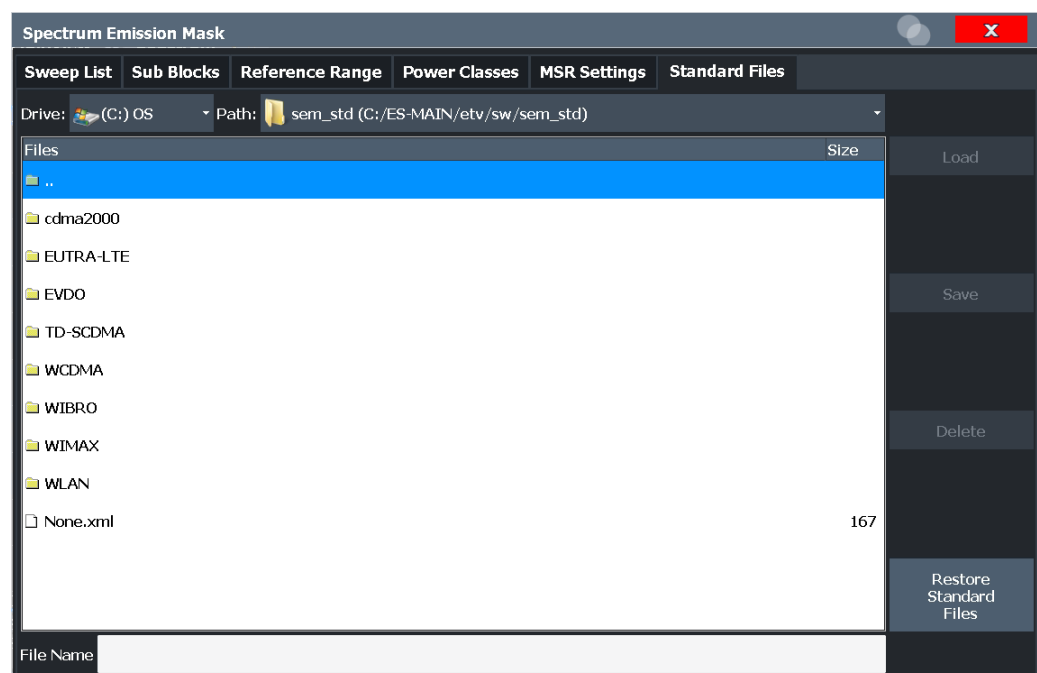 Spectrum Emission Mask X
Sweep List Sub Blocks Reference Range Power Classes MSR Settings Standard Files
Drive: (C:) OS Path: sem_std (C:/ES-MAIN/etv/sw/sem_std)
Files Size
Load
..
cdma2000
EUTRA-LTE
EVDO
Save
TD-SCDMA
WCDMA
WIBRO
Delete
WIMAX
WLAN
None.xml 167
Restore
Standard
Files
File Name